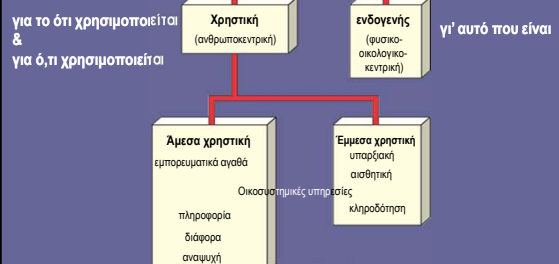 για το ότι χρησιμοποιείται
&
για ό,τι χρησιμοποιείται
Χρηστική
(ανθρωποκεντρική)
ενδογενής
(φυσικο-
οικολογικο-
κεντρική)
γι’ αυτό που είναι
Άμεσα χρηστική
εμπορευματικά αγαθά
Έμμεσα χρηστική
υπαρξιακή
αισθητική
Οικοσυστημικές υπηρεσίες
κληροδότηση
πληροφορία
διάφορα
αναψυχή